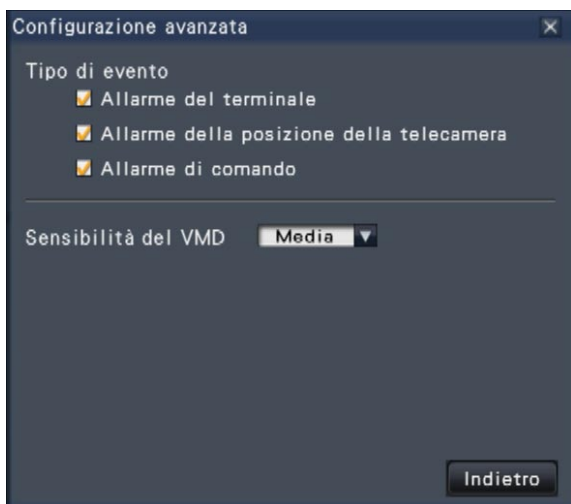 Configurazione avanzata
Tipo di evento
Allarme del terminale
Allarme della posizione della telecamera
Allarme di comando
Sensibilità del VMD Media
Indietro